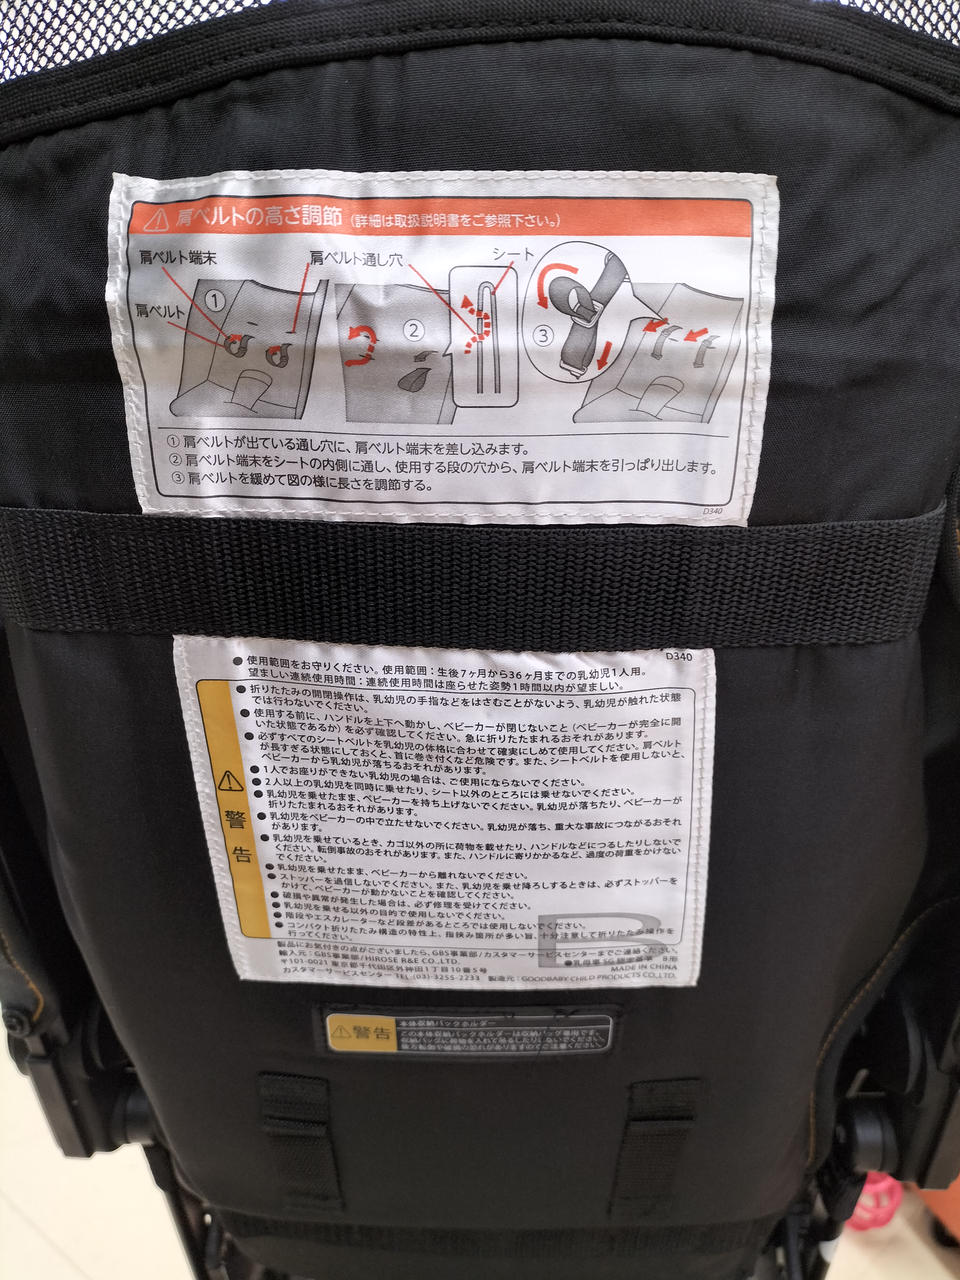 肩ベルトの高さ調節 (詳細は取扱説明書をご参照下さい。)
肩ベルト端末
肩ベルト通し穴
シート
肩ベルト
①
②
③
① 肩ベルトが出ている通し穴に、肩ベルト端末を差し込みます。
② 肩ベルト端末をシートの内側に通し、使用する段の穴から、肩ベルト端末を引っぱり出します。
③ 肩ベルトを緩めて図の様に長さを調節する。
D340
D340
●使用範囲をお守りください。使用範囲：生後7ヶ月から36ヶ月までの乳幼児1人用。
望ましい連続使用時間：連続使用時間は座らせた姿勢1時間以内が望ましい。
警告
●折りたたみの開閉操作は、乳幼児の手指などをはさむことがないよう、乳幼児が触れた状態
では行わないでください。
●使用する前に、ハンドルを上下へ動かし、ベビーカーが閉じないこと（ベビーカーが完全に開
いた状態であるか）を必ず確認してください。急に折りたたまれるおそれがあります。
●必ずすべてのシートベルトを乳幼児の体格に合わせて確実にしめて使用してください。肩ベルト
が長すぎる状態にしておくと、首に巻き付くなど危険です。また、シートベルトを使用しないと、
ベビーカーから乳幼児が落ちるおそれがあります。
●1人でお座りができない乳幼児の場合は、ご使用にならないでください。
●2人以上の乳幼児を同時に乗せたり、シート以外のところには乗せないでください。
●乳幼児を乗せたまま、ベビーカーを持ち上げないでください。乳幼児が落ちたり、ベビーカーが
折りたたまれるおそれがあります。
●乳幼児をベビーカーの中で立たせないでください。乳幼児が落ち、重大な事故につながるおそれ
があります。
●乳幼児を乗せているとき、カゴ以外の所に荷物を載せたり、ハンドルなどにつるしたりしないで
ください。転倒事故のおそれがあります。また、ハンドルに寄りかかるなど、過度の荷重をかけない
でください。
●乳幼児を乗せたまま、ベビーカーから離れないでください。
●ストッパーを過信しないでください。また、乳幼児を乗せ降ろしするときは、必ずストッパーを
かけて、ベビーカーが動かないことを確認してください。
●破損や異常が発生した場合は、必ず修理を受けてください。
●乳幼児を乗せる以外の目的で使用しないでください。
●階段やエスカレーターなど段差があるところでは使用しないでください。
●コンパクト折りたたみ構造の特性上、指挟み箇所が多い旨、十分注意して折りたたみ操作を
行ってください。
製品にお気付きの点がございましたら、GBS事業部/カスタマーサービスセンターまでご連絡ください。
輸入元：GBS事業部/HIROSE R&E CO.,LTD.
〒101-0021 東京都千代田区外神田1丁目10番5号
B形
MADE IN CHINA
カスタマーサービスセンター TEL:(03)-3255-2233 製造元：GOODBABY CHILD PRODUCTS CO.,LTD.
警告